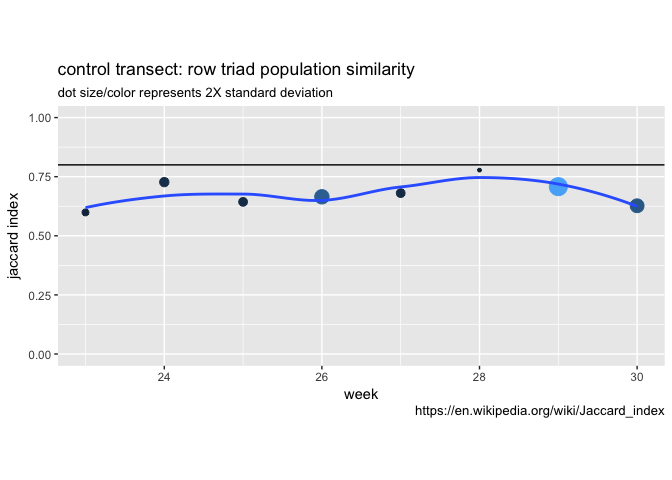 control transect: row triad population similarity
dot size/color represents 2X standard deviation
1.00
0.75
0.50
0.25
0.00
jaccard index
24 26 28 30
week
https://en.wikipedia.org/wiki/Jaccard_index